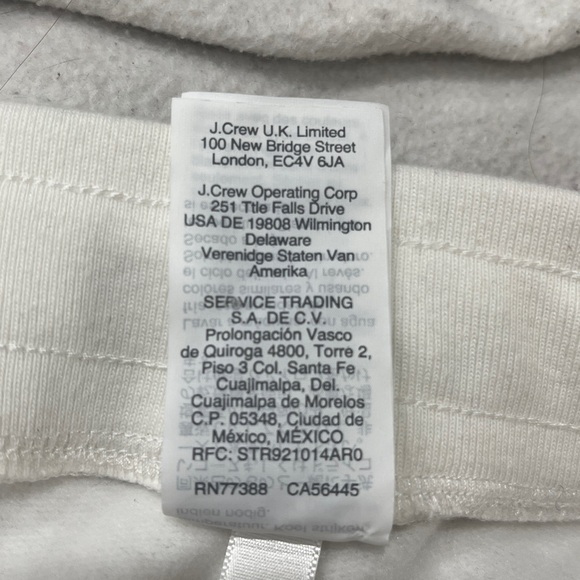 J.Crew U.K. Limited
100 New Bridge Street
London, EC4V 6JA
J.Crew Operating Corp
251 Ttle Falls Drive
USA DE 19808 Wilmington
Delaware
Verenidge Staten Van
Amerika
SERVICE TRADING
S.A. DE C.V.
Prolongación Vasco
de Quiroga 4800, Torre 2,
Piso 3 Col. Santa Fe
Cuajimalpa, Del.
Cuajimalpa de Morelos
C.P. 05348, Ciudad de
México, MÉXICO
RFC: STR921014AR0
RN77388 CA56445